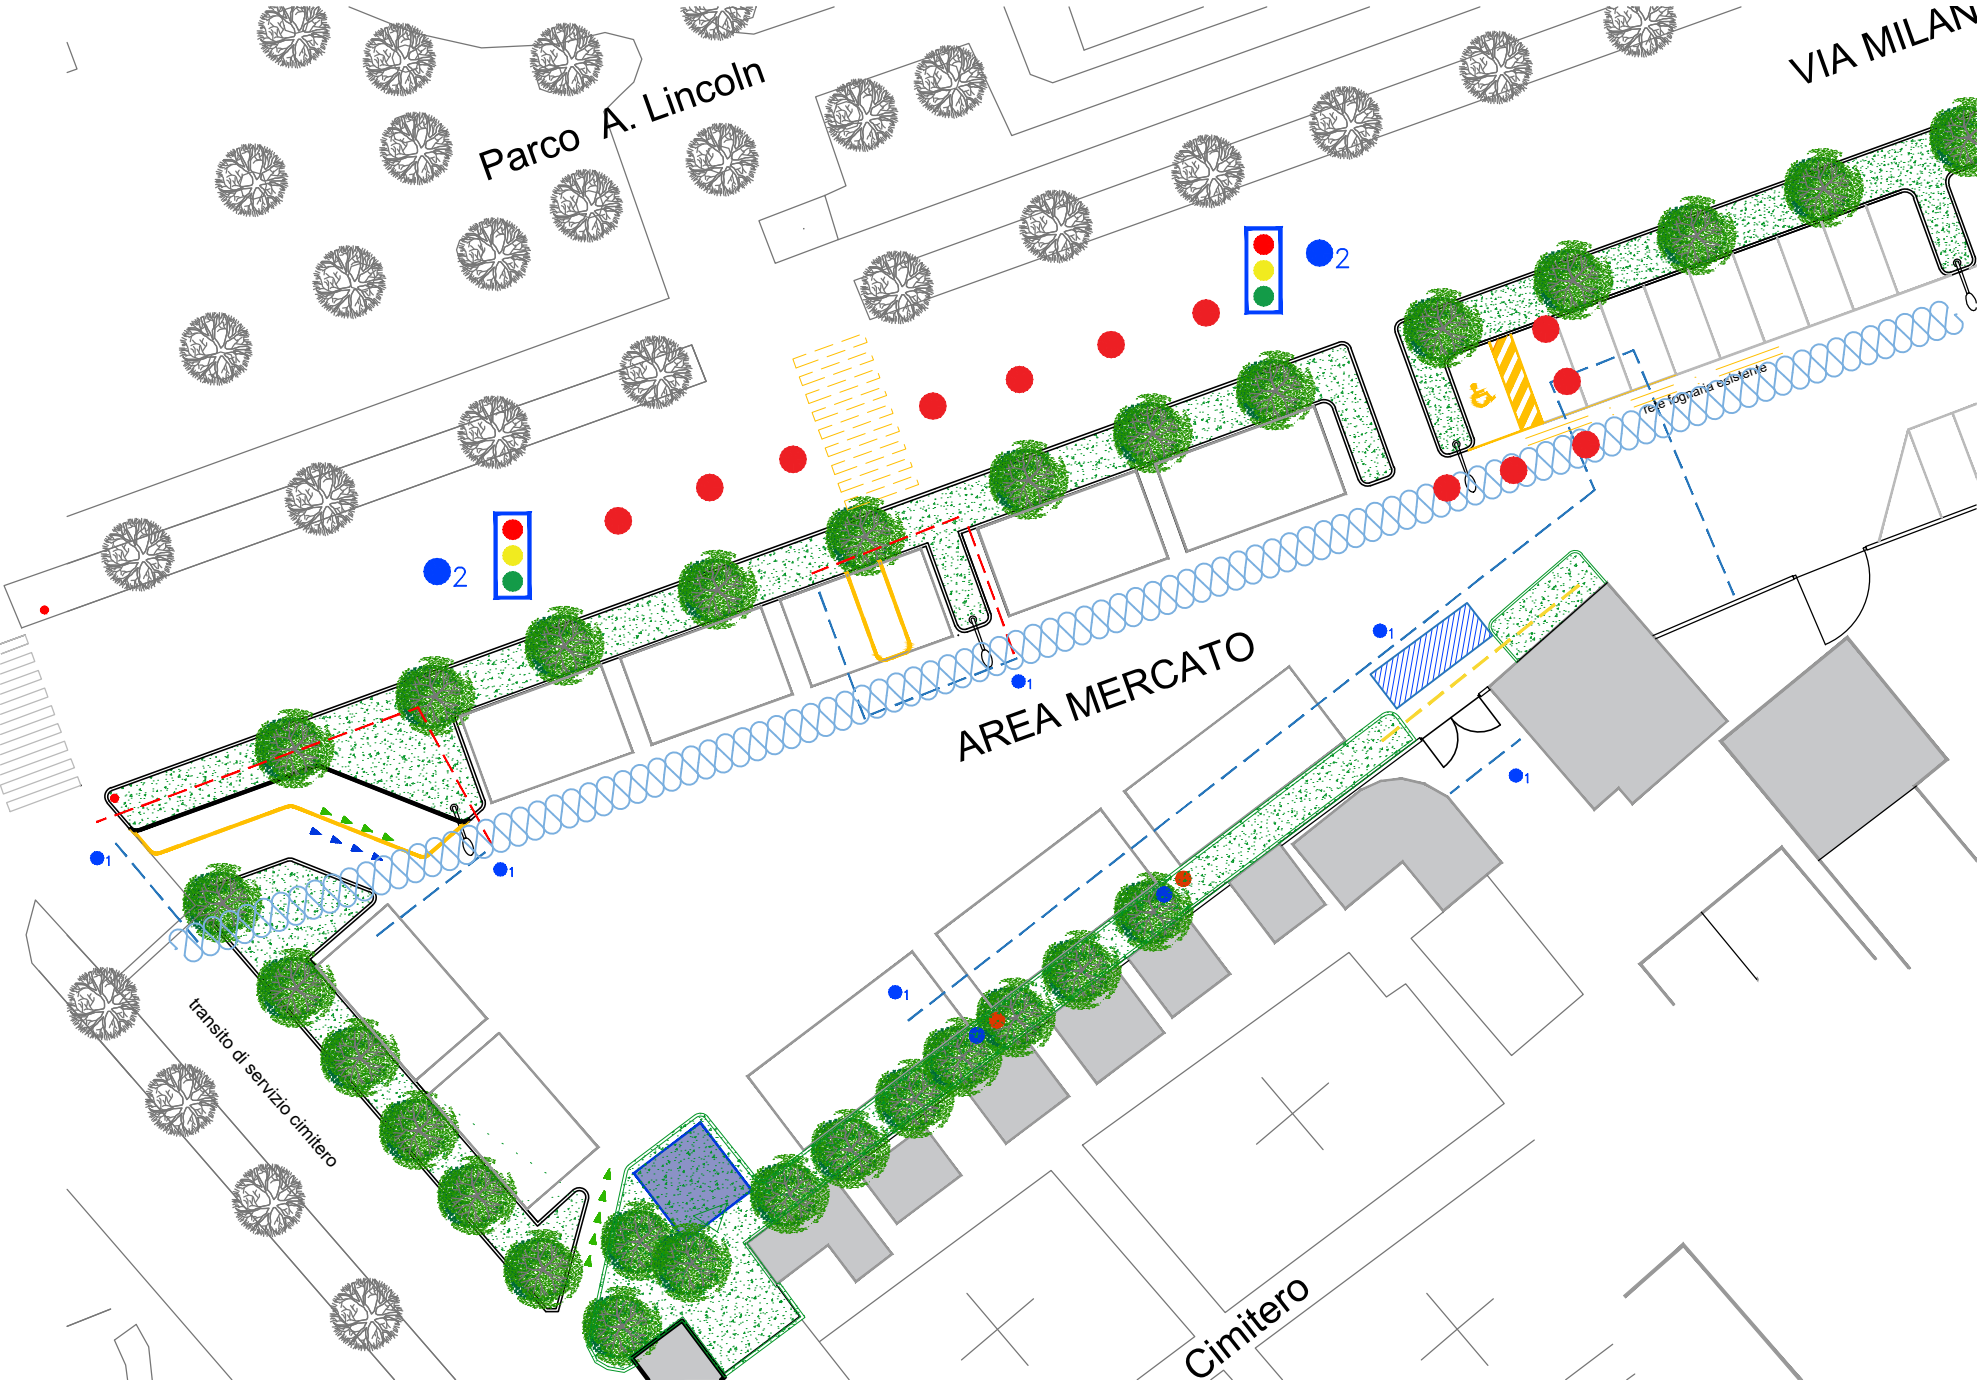 VIA MILAN
Parco A. Lincoln
2
rete fognaria esistente
2
1
AREA MERCATO
1
1
1
1
1
transito di servizio cimitero
Cimitero